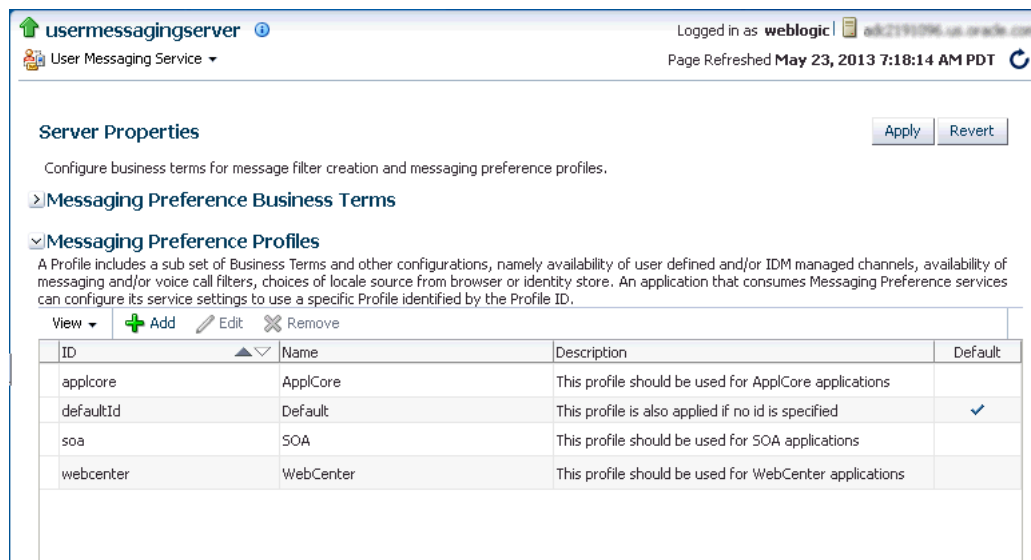 usermessagingserver
Logged in as weblogic
User Messaging Service
Page Refreshed May 23, 2013 7:18:14 AM PDT
Server Properties
Apply Revert
Configure business terms for message filter creation and messaging preference profiles.
Messaging Preference Business Terms
Messaging Preference Profiles
A Profile includes a sub set of Business Terms and other configurations, namely availability of user defined and/or IDM managed channels, availability of
messaging and/or voice call filters, choices of locale source from browser or identity store. An application that consumes Messaging Preference services
can configure its service settings to use a specific Profile identified by the Profile ID.
View Add Edit Remove
ID Name Description Default
applcore ApplCore This profile should be used for ApplCore applications
defaultId Default This profile is also applied if no id is specified
soa SOA This profile should be used for SOA applications
webcenter WebCenter This profile should be used for WebCenter applications